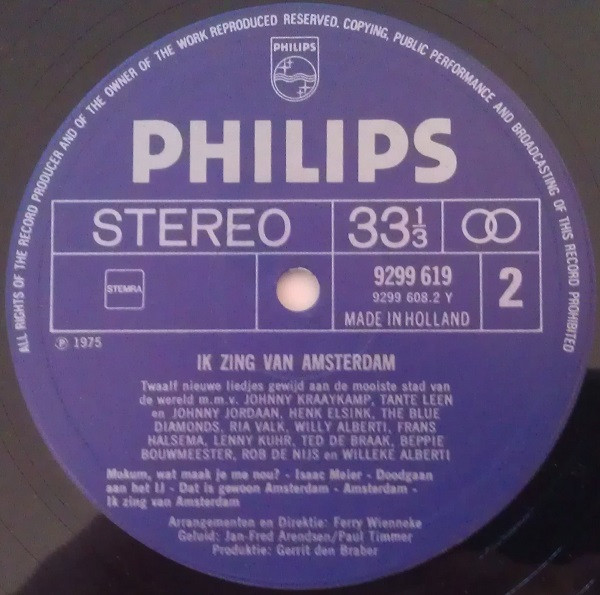 ALL RIGHTS OF THE RECORD PRODUCER AND OF THE OWNER OF THE WORK REPRODUCED RESERVED. COPYING, PUBLIC PERFORMANCE AND BROADCASTING OF THIS RECORD PROHIBITED
PHILIPS
PHILIPS
STEREO 33⅓
STEMRA
9299 619
9299 608.2 Y
2
MADE IN HOLLAND
℗ 1975
IK ZING VAN AMSTERDAM
Twaalf nieuwe liedjes gewijd aan de mooiste stad van
de wereld m.m.v. JOHNNY KRAAYKAMP, TANTE LEEN
en JOHNNY JORDAAN, HENK ELSINK, THE BLUE
DIAMONDS, RIA VALK, WILLY ALBERTI, FRANS
HALSEMA, LENNY KUHR, TED DE BRAAK, BEPPIE
BOUWMEESTER, ROB DE NIJS en WILLEKE ALBERTI
Mokum, wat maak je me nou? - Isaac Meier - Doodgaan
aan het IJ - Dat is gewoon Amsterdam - Amsterdam -
Ik zing van Amsterdam
Arrangementen en Direktie: Ferry Wienneke
Geluid: Jan-Fred Arendsen/Paul Timmer
Produktie: Gerrit den Braber